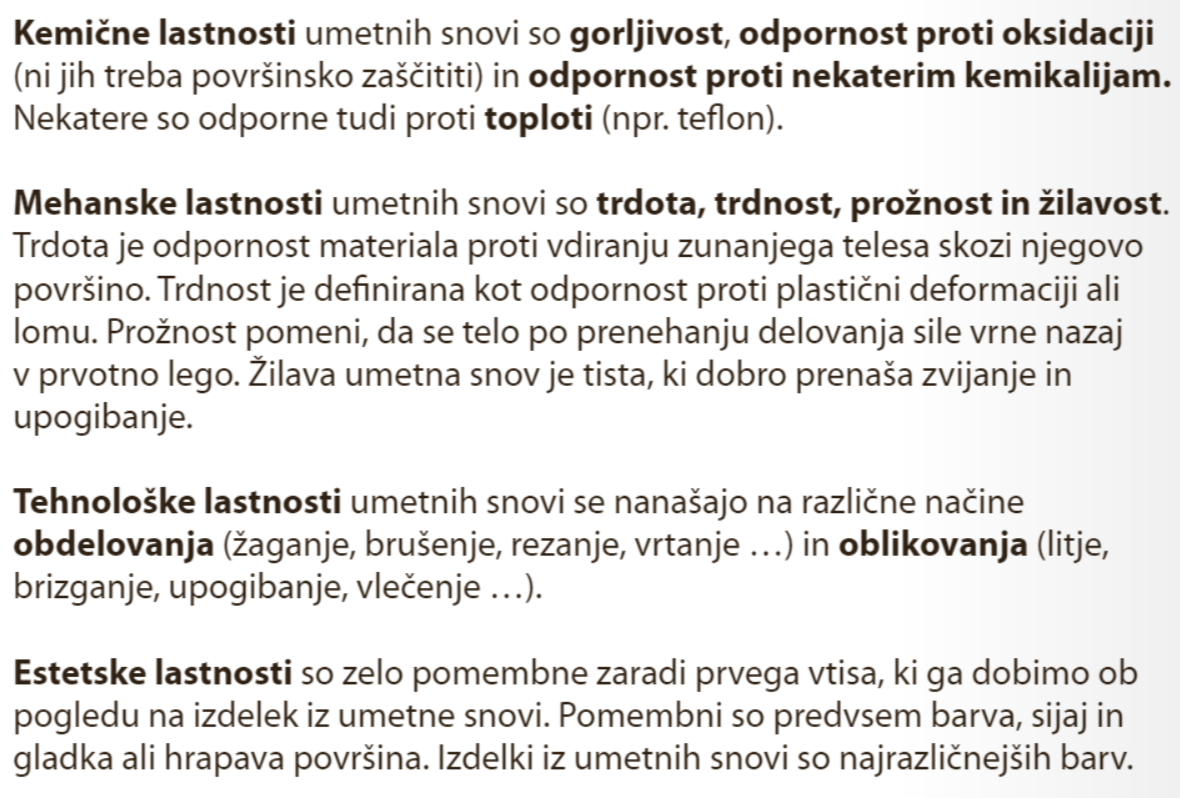 Kemične lastnosti umetnih snovi so gorljivost, odpornost proti oksidaciji
(ni jih treba površinsko zaščititi) in odpornost proti nekaterim kemikalijam.
Nekatere so odporne tudi proti toploti (npr. teflon).
Mehanske lastnosti umetnih snovi so trdota, trdnost, prožnost in žilavost.
Trdota je odpornost materiala proti vdiranju zunanjega telesa skozi njegovo
površino. Trdnost je definirana kot odpornost proti plastični deformaciji ali
lomu. Prožnost pomeni, da se telo po prenehanju delovanja sile vrne nazaj
v prvotno lego. Žilava umetna snov je tista, ki dobro prenaša zvijanje in
upogibanje.
Tehnološke lastnosti umetnih snovi se nanašajo na različne načine
obdelovanja (žaganje, brušenje, rezanje, vrtanje …) in oblikovanja (litje,
brizganje, upogibanje, vlečenje …).
Estetske lastnosti so zelo pomembne zaradi prvega vtisa, ki ga dobimo ob
pogledu na izdelek iz umetne snovi. Pomembni so predvsem barva, sijaj in
gladka ali hrapava površina. Izdelki iz umetnih snovi so najrazličnejših barv.